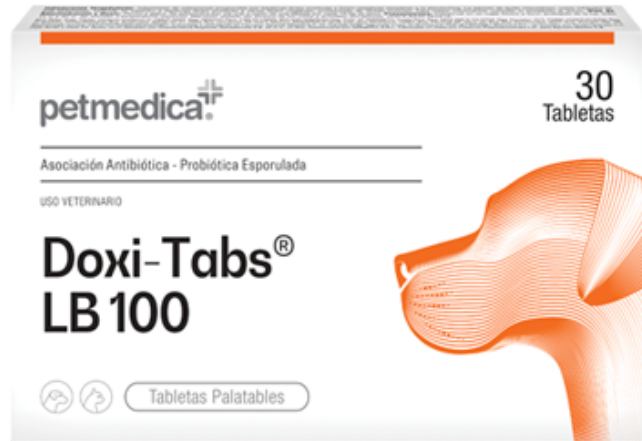 petmedica
30
Tabletas
Asociación Antibiótica - Probiótica Esporulada
USO VETERINARIO
Doxi-Tabs®
LB 100
Tabletas Palatables